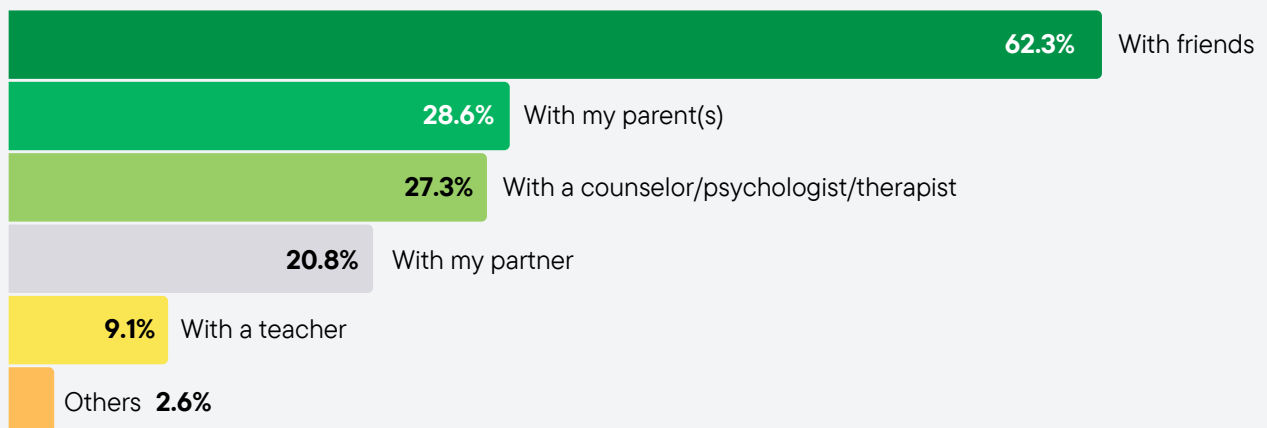 62.3% With friends
28.6% With my parent(s)
27.3% With a counselor/psychologist/therapist
20.8% With my partner
9.1% With a teacher
Others 2.6%